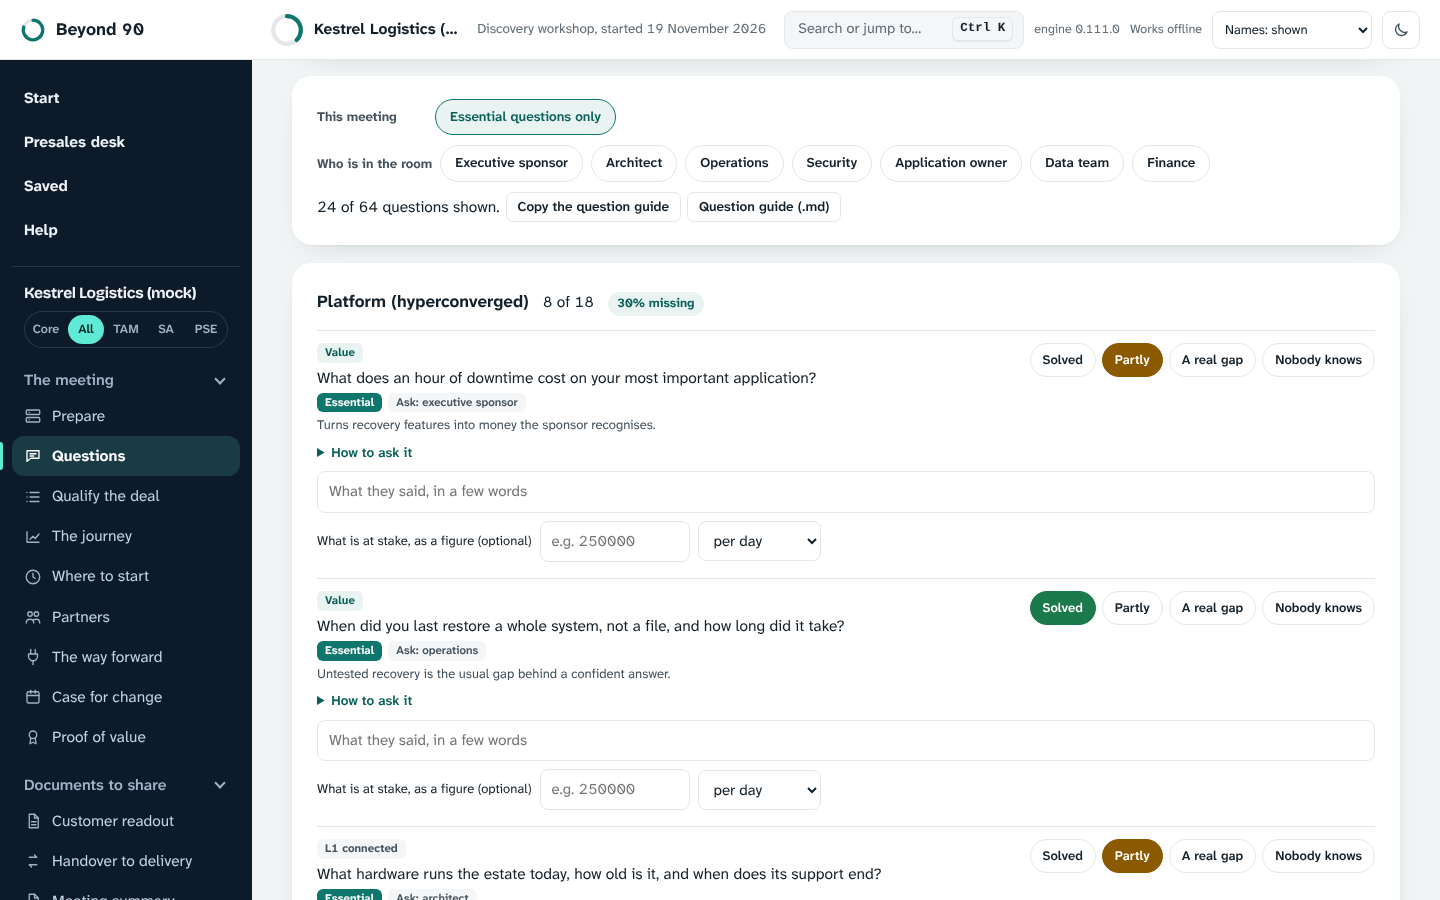 Beyond 90
Kestrel Logistics (...
Discovery workshop, started 19 November 2026
Search or jump to...
Ctrl K
engine 0.111.0
Works offline
Names: shown
Start
Presales desk
Saved
Help
Kestrel Logistics (mock)
Core All TAM SA PSE
The meeting
Prepare
Questions
Qualify the deal
The journey
Where to start
Partners
The way forward
Case for change
Proof of value
Documents to share
Customer readout
Handover to delivery
Meeting summary
This meeting
Essential questions only
Who is in the room
Executive sponsor
Architect
Operations
Security
Application owner
Data team
Finance
24 of 64 questions shown.
Copy the question guide
Question guide (.md)
Platform (hyperconverged) 8 of 18 30% missing
Value
Solved Partly A real gap Nobody knows
What does an hour of downtime cost on your most important application?
Essential Ask: executive sponsor
Turns recovery features into money the sponsor recognises.
How to ask it
What they said, in a few words
What is at stake, as a figure (optional) e.g. 250000 per day
Value
Solved Partly A real gap Nobody knows
When did you last restore a whole system, not a file, and how long did it take?
Essential Ask: operations
Untested recovery is the usual gap behind a confident answer.
How to ask it
What they said, in a few words
What is at stake, as a figure (optional) e.g. 250000 per day
L1 connected
Solved Partly A real gap Nobody knows
What hardware runs the estate today, how old is it, and when does its support end?
Essential Ask: architect